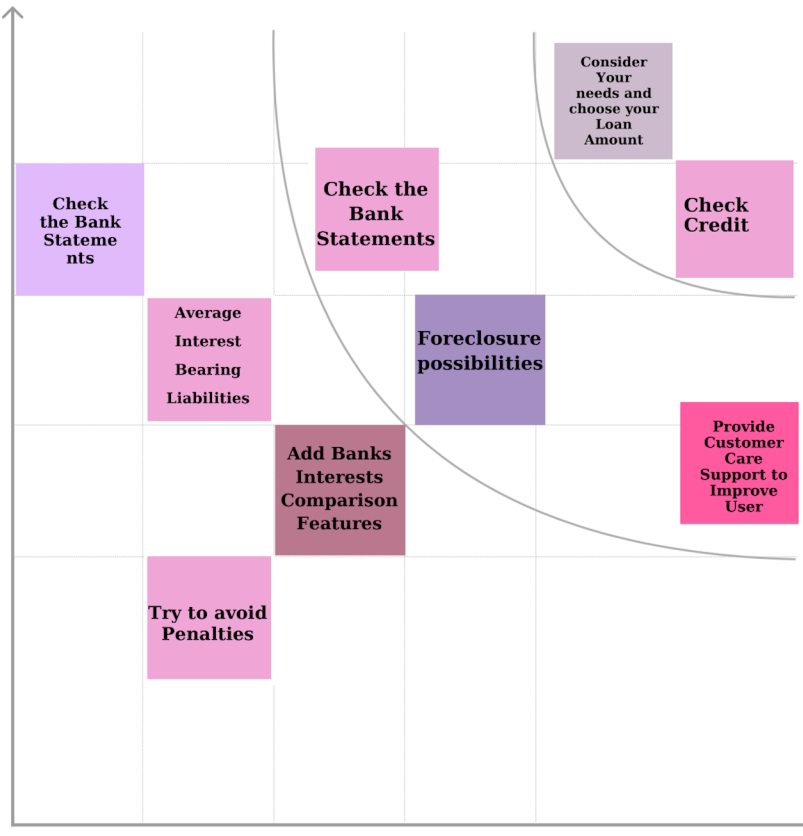 Consider
Your
needs and
choose your
Loan
Amount
Check the
Bank
Statements
Check
Credit
Check
the Bank
Stateme
nts
Average
Interest
Bearing
Liabilities
Foreclosure
possibilities
Provide
Customer
Care
Support to
Improve
User
Add Banks
Interests
Comparison
Features
Try to avoid
Penalties